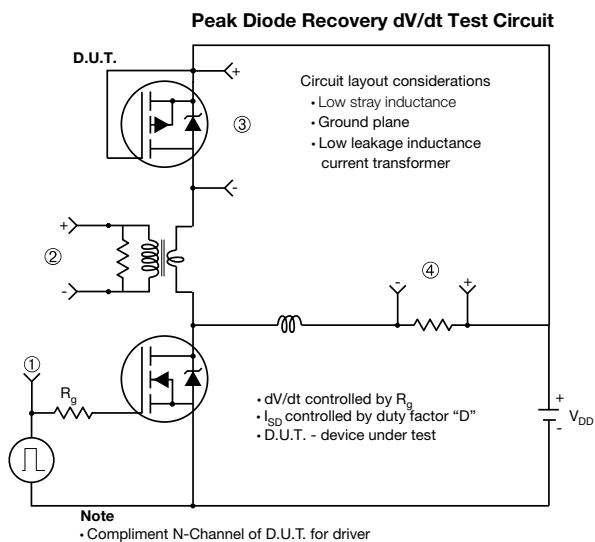 Peak Diode Recovery dV/dt Test Circuit
D.U.T.
+
Circuit layout considerations
• Low stray inductance
• Ground plane
• Low leakage inductance
current transformer
③
-
+
②
-
④
- +
①
Rg
• dV/dt controlled by Rg
• ISD controlled by duty factor “D”
• D.U.T. - device under test
+
VDD
-
Note
• Compliment N-Channel of D.U.T. for driver